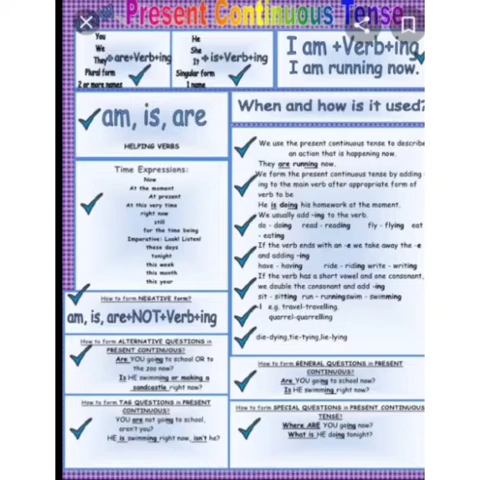 Present Continuous Tense
You
We
They are+Verb+ing
Plural form
2 or more names
He
She
It is+Verb+ing
Singular form
1 name
I am +Verb+ing
I am running now.
am, is, are
HELPING VERBS
Time Expressions:
Now
At the moment
At present
At this very time
right now
still
for the time being
Imperative: Look! Listen!
these days
tonight
this week
this month
this year
How to form NEGATIVE form?
am, is, are+NOT+Verb+ing
How to form ALTERNATIVE QUESTIONS in
PRESENT CONTINUOUS?
Are YOU going to school OR to
the zoo now?
Is HE swimming or making a
sandcastle right now?
How to form TAG QUESTIONS in PRESENT
CONTINUOUS?
YOU are not going to school,
aren't you?
HE is swimming right now, isn't he?
When and how is it used?
We use the present continuous tense to describe
an action that is happening now.
They are running now.
We form the present continuous tense by adding
ing to the main verb after appropriate form of
verb to be
He is doing his homework at the moment.
We usually add -ing to the verb.
do - doing read - reading fly - flying eat
- eating
If the verb ends with an -e we take away the -e
and adding -ing
have - having ride - riding write - writing
If the verb has a short vowel and one consonant,
we double the consonant and add -ing
sit - sitting run - runningswim - swimming
-l e.g. travel-travelling,
quarrel-quarrelling
die-dying,tie-tying,lie-lying
How to form GENERAL QUESTIONS in PRESENT
CONTINUOUS?
Are YOU going to school now?
Is HE swimming right now?
How to form SPECIAL QUESTIONS in PRESENT CONTINUOUS
TENSE?
Where ARE YOU going now?
What is HE doing tonight?